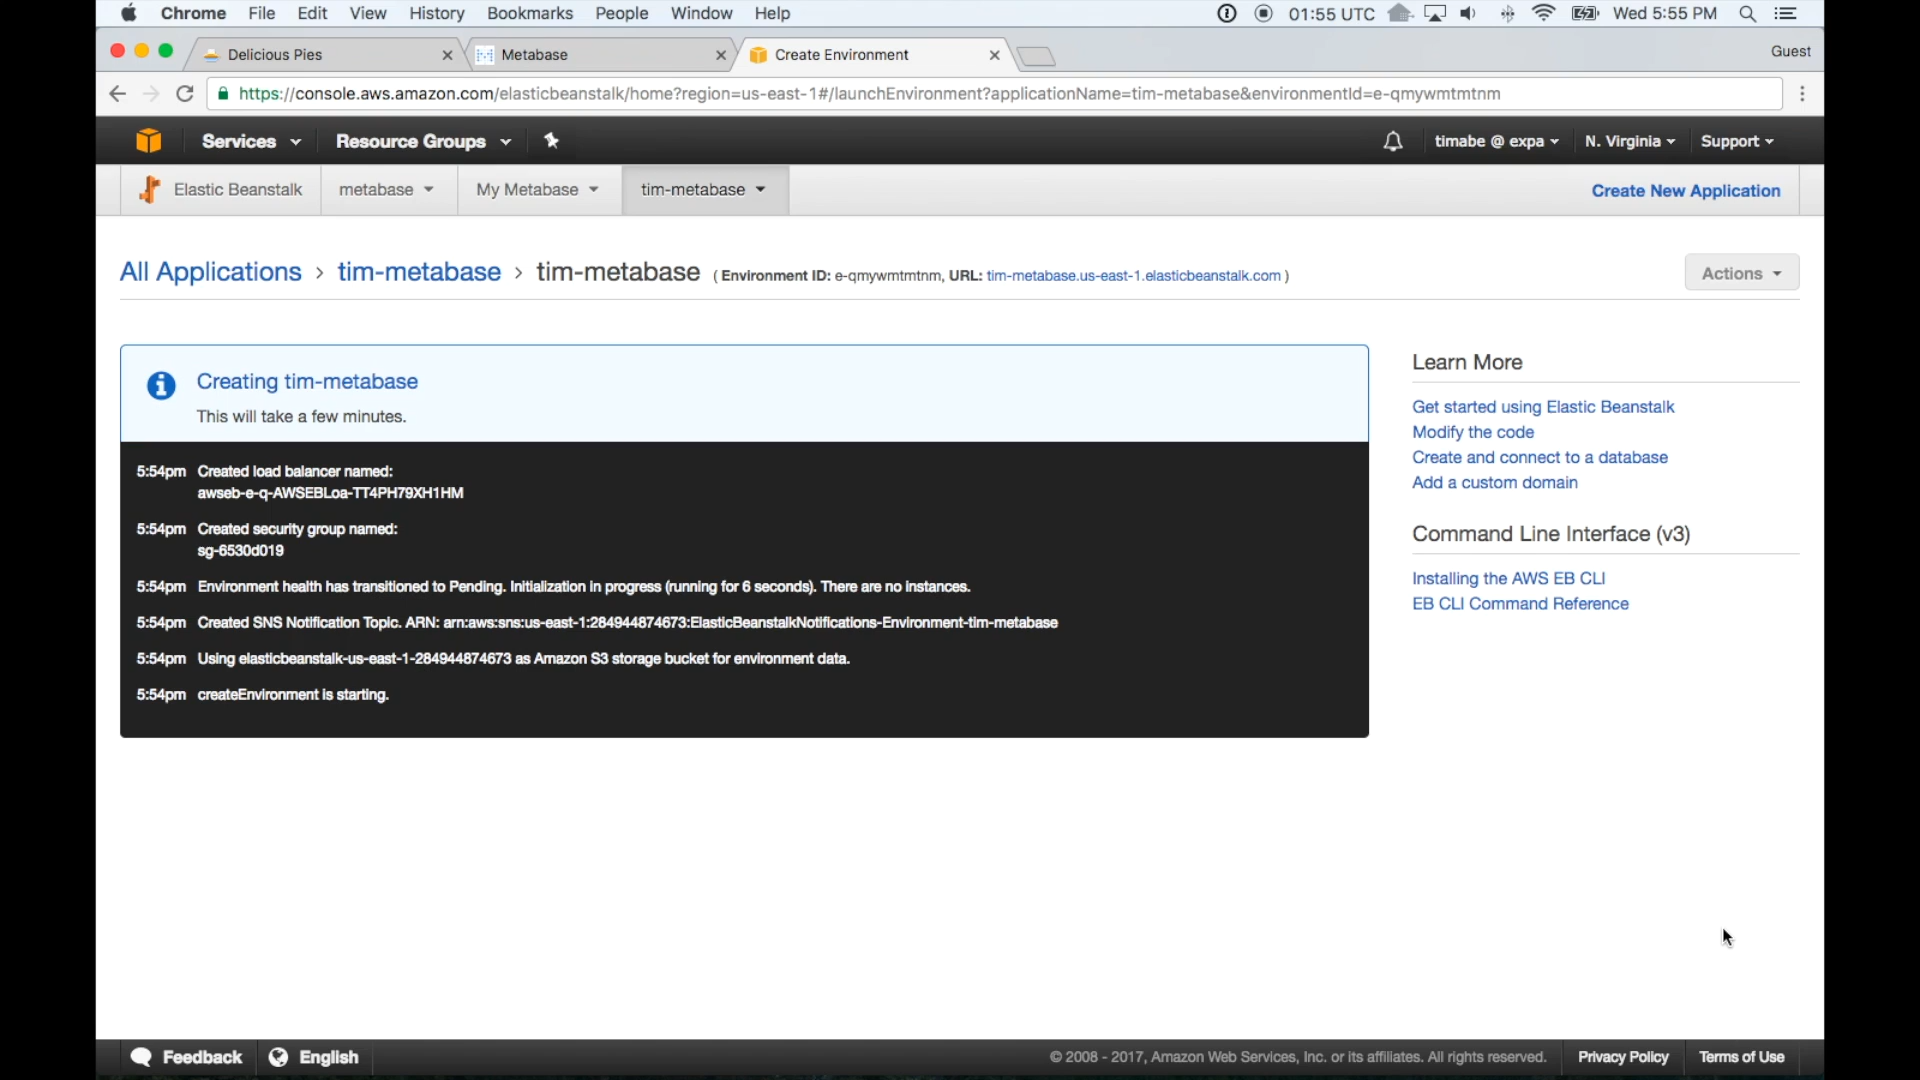 Chrome File Edit View History Bookmarks People Window Help 01:55 UTC Wed 5:55 PM
Delicious Pies Metabase Create Environment Guest
https://console.aws.amazon.com/elasticbeanstalk/home?region=us-east-1#/launchEnvironment?applicationName=tim-metabase&environmentId=e-qmywmtmtnm
Services Resource Groups timabe @ expa N. Virginia Support
Elastic Beanstalk metabase My Metabase tim-metabase Create New Application
All Applications › tim-metabase › tim-metabase ( Environment ID: e-qmywmtmtnm, URL: tim-metabase.us-east-1.elasticbeanstalk.com )
Actions
Creating tim-metabase
This will take a few minutes.
5:54pm Created load balancer named:
awseb-e-q-AWSEBLoa-TT4PH79XH1HM
5:54pm Created security group named:
sg-6530d019
5:54pm Environment health has transitioned to Pending. Initialization in progress (running for 6 seconds). There are no instances.
5:54pm Created SNS Notification Topic. ARN: arn:aws:sns:us-east-1:284944874673:ElasticBeanstalkNotifications-Environment-tim-metabase
5:54pm Using elasticbeanstalk-us-east-1-284944874673 as Amazon S3 storage bucket for environment data.
5:54pm createEnvironment is starting.
Learn More
Get started using Elastic Beanstalk
Modify the code
Create and connect to a database
Add a custom domain
Command Line Interface (v3)
Installing the AWS EB CLI
EB CLI Command Reference
Feedback English © 2008 - 2017, Amazon Web Services, Inc. or its affiliates. All rights reserved. Privacy Policy Terms of Use